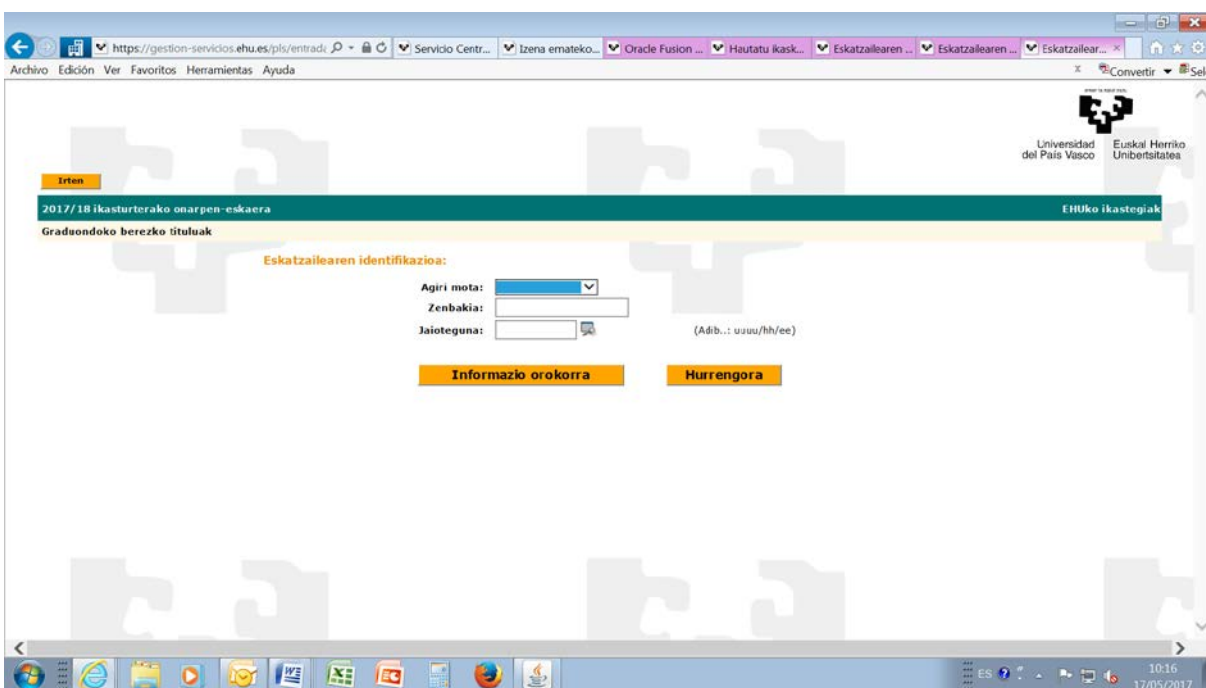 https://gestion-servicios.ehu.es/pls/entrada Servicio Centr... Izena emateko... Oracle Fusion ... Hautatu ikask... Eskatzailearen ... Eskatzailearen ... Eskatzailear...
Archivo Edición Ver Favoritos Herramientas Ayuda
x Convertir Sel
Universidad del País Vasco
Euskal Herriko Unibertsitatea
Irten
2017/18 ikasturterako onarpen-eskaera EHUko ikastegiak
Graduondoko berezko tituluak
Eskatzailearen identifikazioa:
Agiri mota:
Zenbakia:
Jaioteguna: (Adib..: uuuu/hh/ee)
Informazio orokorra Hurrengora
ES 10:16
17/05/2017